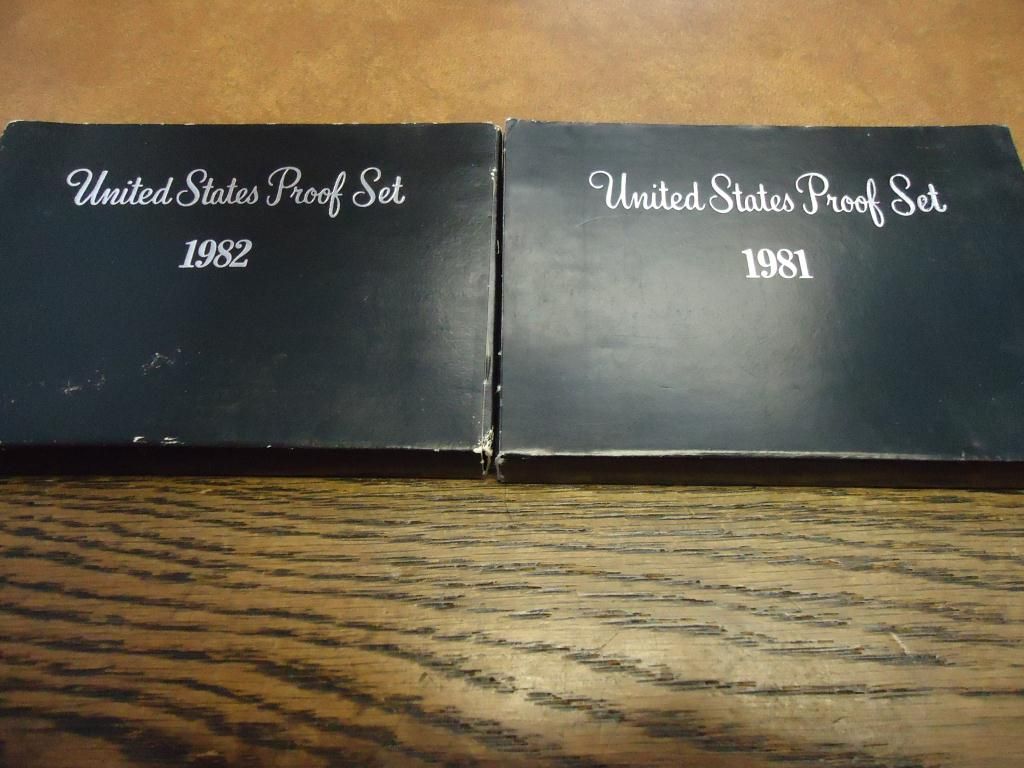 United States Proof Set
1982
United States Proof Set
1981